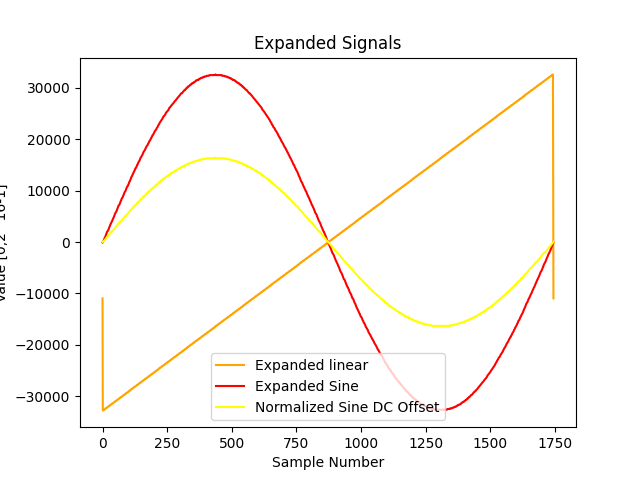 Expanded Signals
30000
20000
10000
0
−10000
−20000
−30000
0 250 500 750 1000 1250 1500 1750
Sample Number
Expanded linear
Expanded Sine
Normalized Sine DC Offset